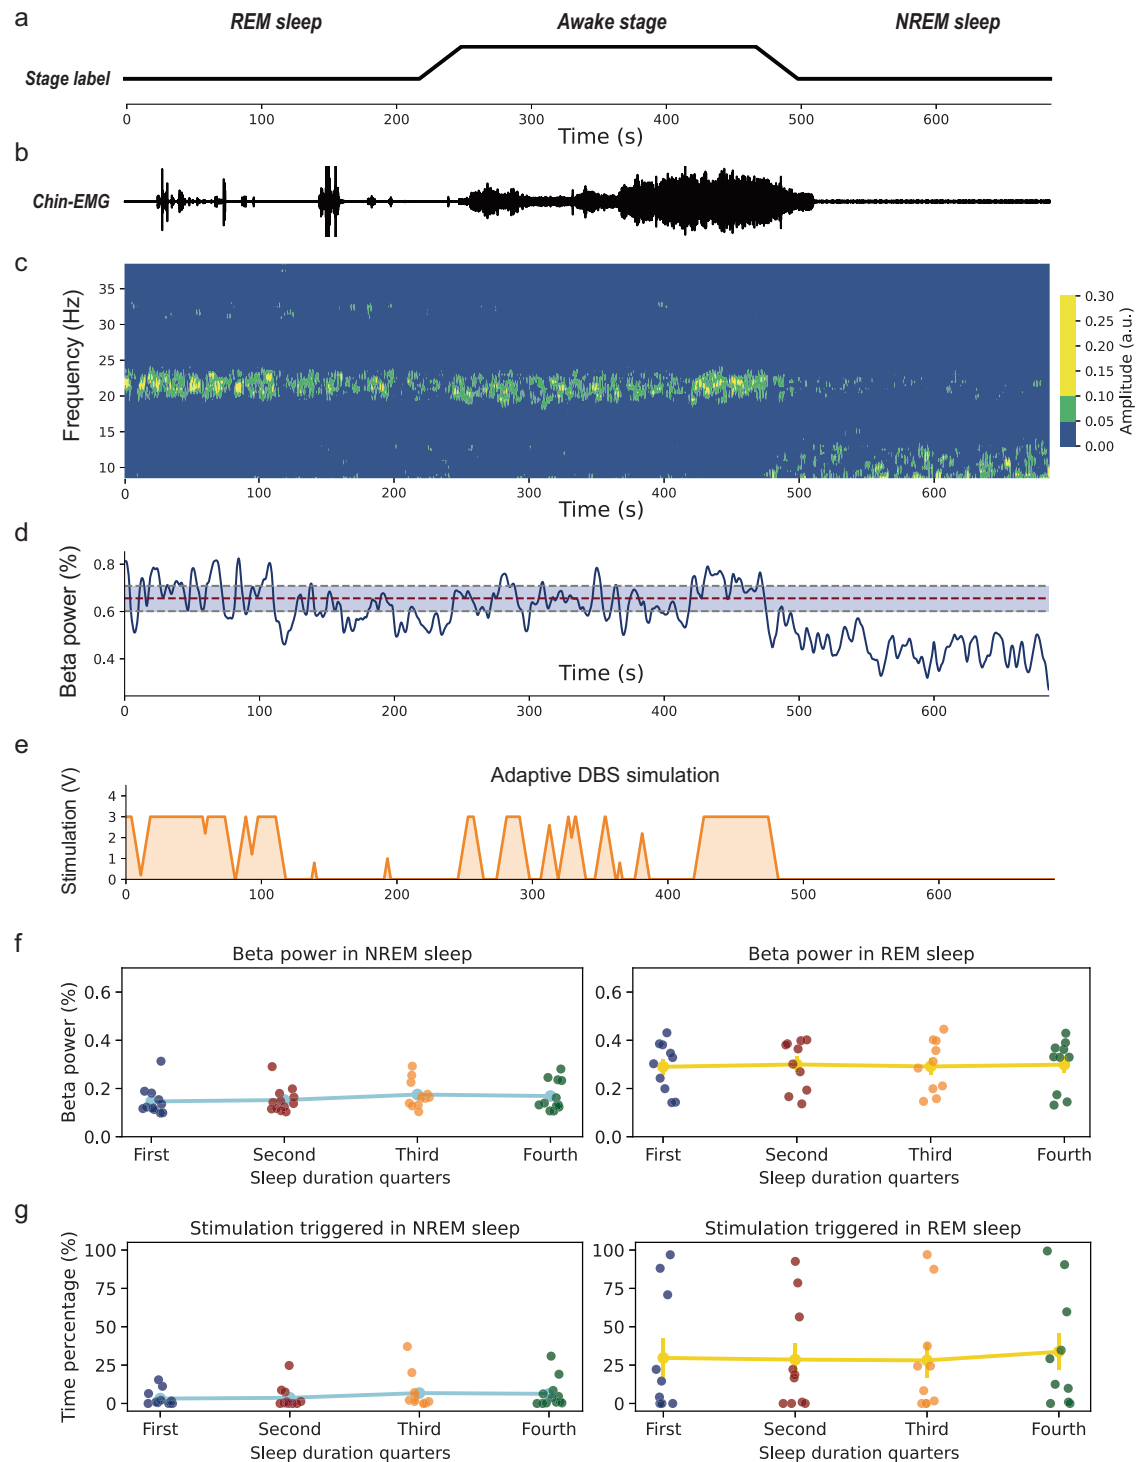 a
REM sleep Awake stage NREM sleep
Stage label
0 100 200 300 400 500 600
Time (s)
b
Chin-EMG
c
Frequency (Hz)
35
30
25
20
15
10
0 100 200 300 400 500 600
Time (s)
0.30
0.25
0.20
0.15
0.10
0.05
0.00
Amplitude (a.u.)
d
Beta power (%)
0.8
0.6
0.4
Time (s)
0 100 200 300 400 500 600
e
Adaptive DBS simulation
Stimulation (V)
4
3
2
1
0
0 100 200 300 400 500 600
f
Beta power in NREM sleep
Beta power (%)
0.6
0.4
0.2
0.0
First Second Third Fourth
Sleep duration quarters
Beta power in REM sleep
0.6
0.4
0.2
0.0
First Second Third Fourth
Sleep duration quarters
g
Stimulation triggered in NREM sleep
Time percentage (%)
100
75
50
25
0
First Second Third Fourth
Sleep duration quarters
Stimulation triggered in REM sleep
100
75
50
25
0
First Second Third Fourth
Sleep duration quarters